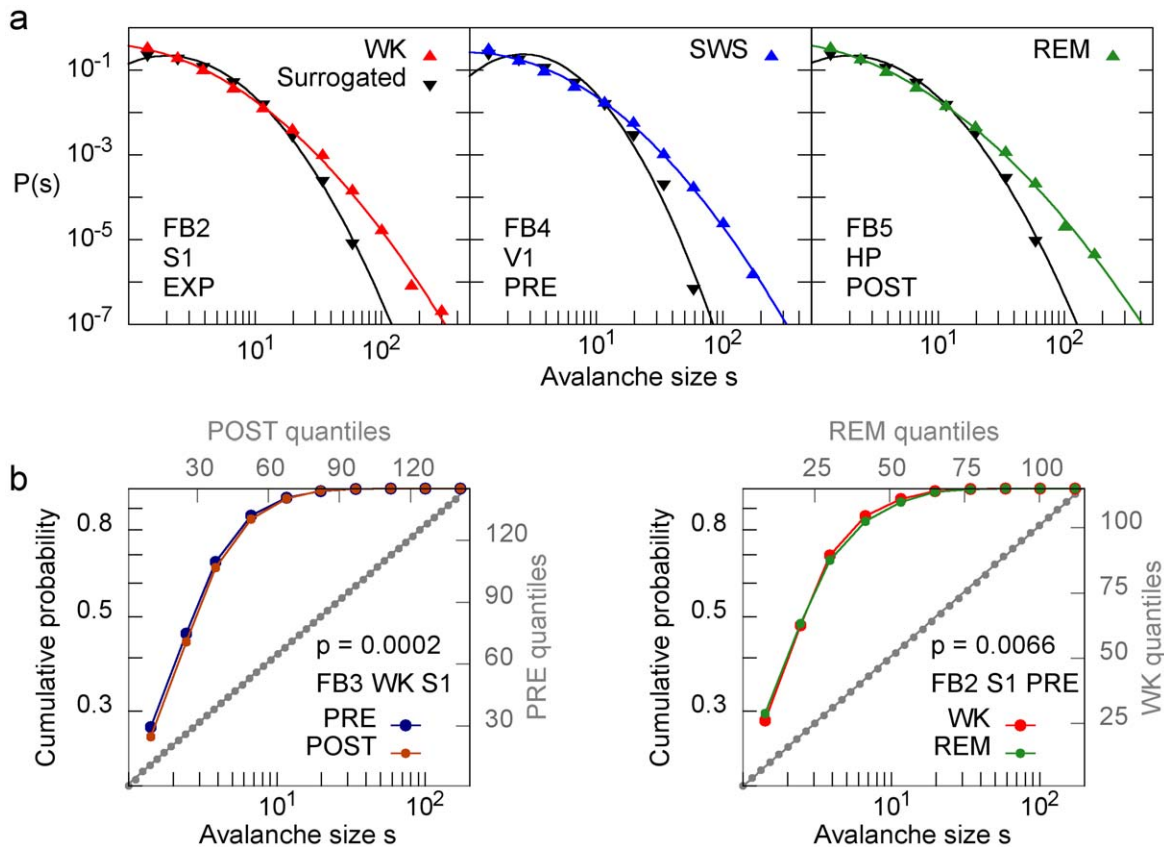 a
WK
Surrogated
SWS
REM
10^-1
10^-3
P(s)
10^-5
10^-7
FB2
S1
EXP
FB4
V1
PRE
FB5
HP
POST
10^1 10^2 10^1 10^2 10^1 10^2
Avalanche size s
b
POST quantiles
30 60 90 120
Cumulative probability
0.8
0.5
0.3
120
90
60
30
PRE quantiles
p = 0.0002
FB3 WK S1
PRE
POST
10^1 10^2
Avalanche size s
REM quantiles
25 50 75 100
Cumulative probability
0.8
0.5
0.3
100
75
50
25
WK quantiles
p = 0.0066
FB2 S1 PRE
WK
REM
10^1 10^2
Avalanche size s